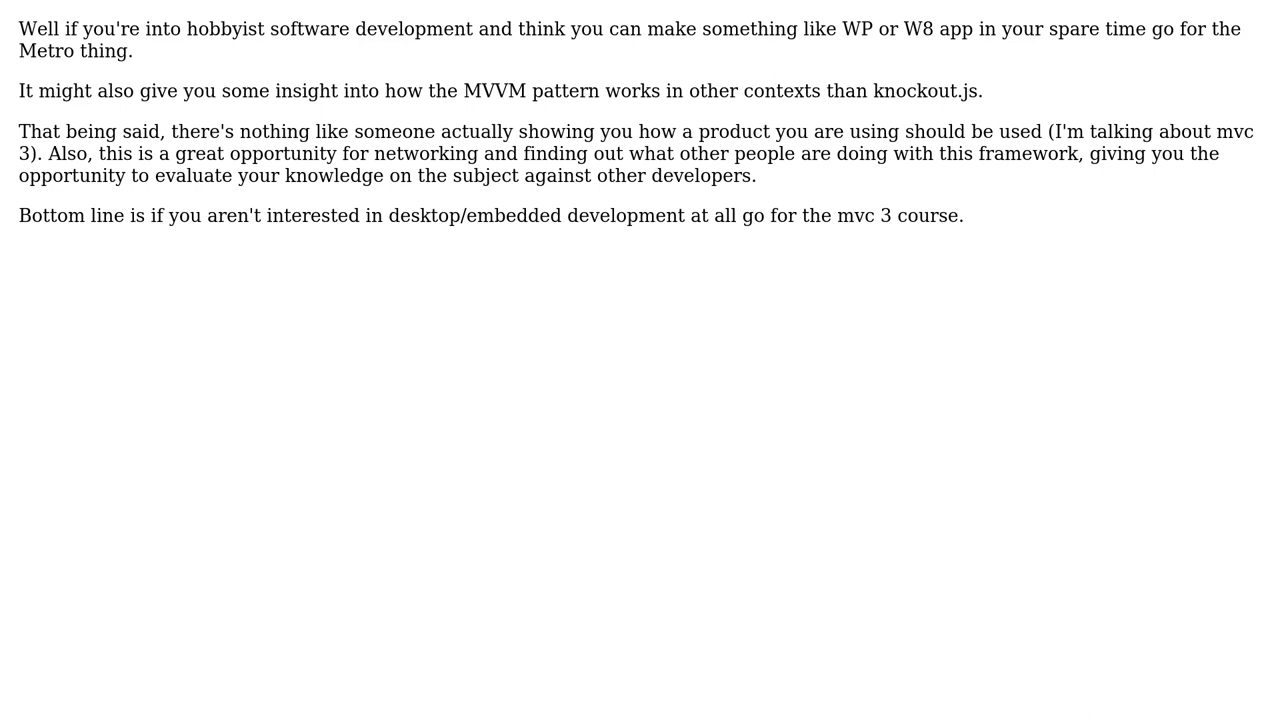 Well if you're into hobbyist software development and think you can make something like WP or W8 app in your spare time go for the
Metro thing.
It might also give you some insight into how the MVVM pattern works in other contexts than knockout.js.
That being said, there's nothing like someone actually showing you how a product you are using should be used (I'm talking about mvc
3). Also, this is a great opportunity for networking and finding out what other people are doing with this framework, giving you the
opportunity to evaluate your knowledge on the subject against other developers.
Bottom line is if you aren't interested in desktop/embedded development at all go for the mvc 3 course.